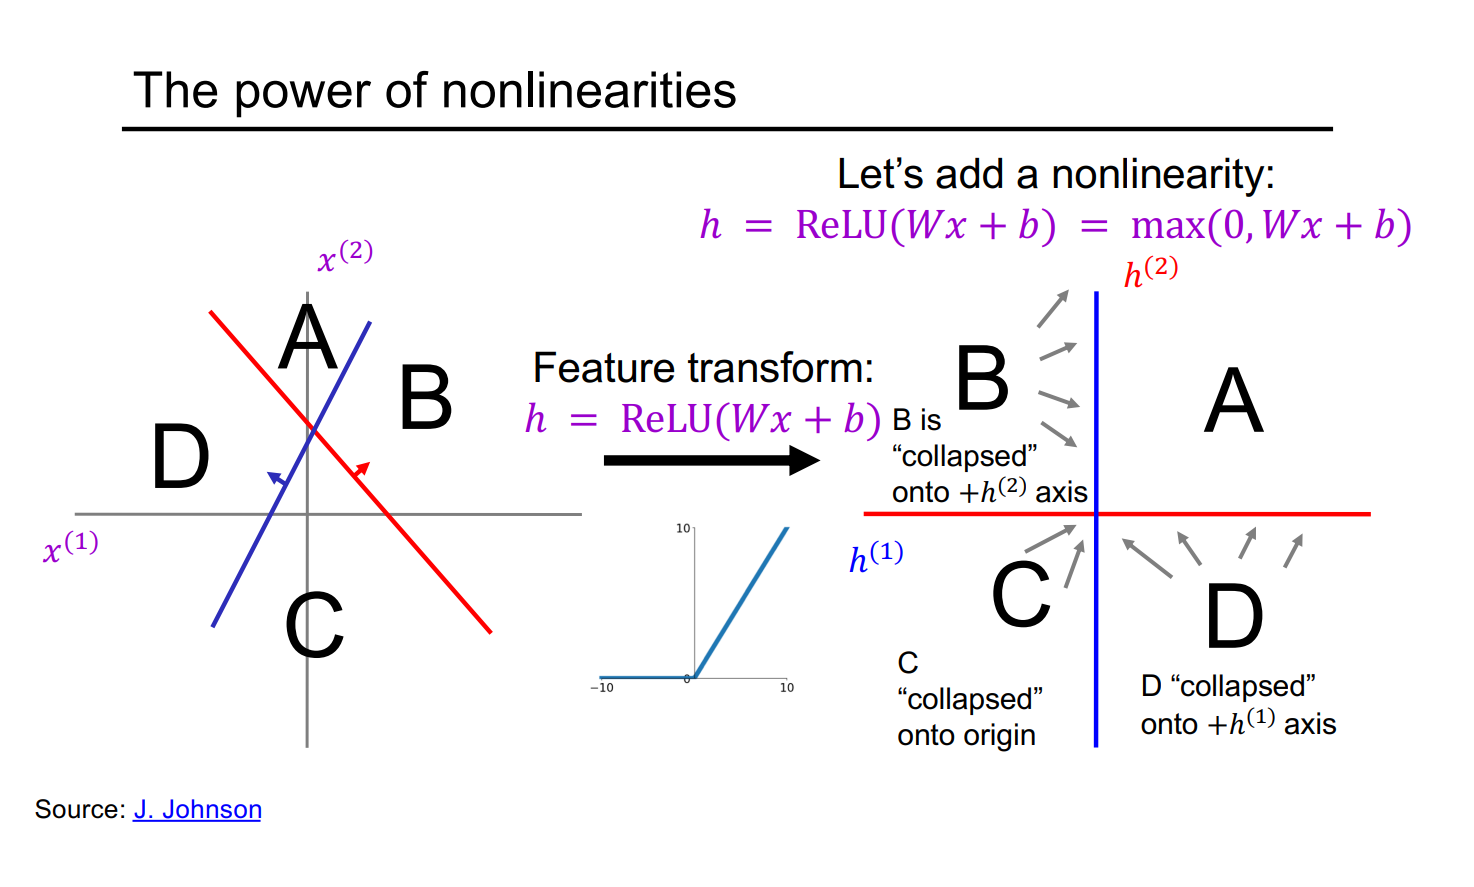 The power of nonlinearities
Let’s add a nonlinearity:
h = ReLU(Wx + b) = max(0, Wx + b)
x^(2)
h^(2)
A
B
D
C
x^(1)
Feature transform:
h = ReLU(Wx + b)
10
0
−10
10
B
A
B is
“collapsed”
onto +h^(2) axis
h^(1)
C
D
C
“collapsed”
onto origin
D “collapsed”
onto +h^(1) axis
Source: J. Johnson